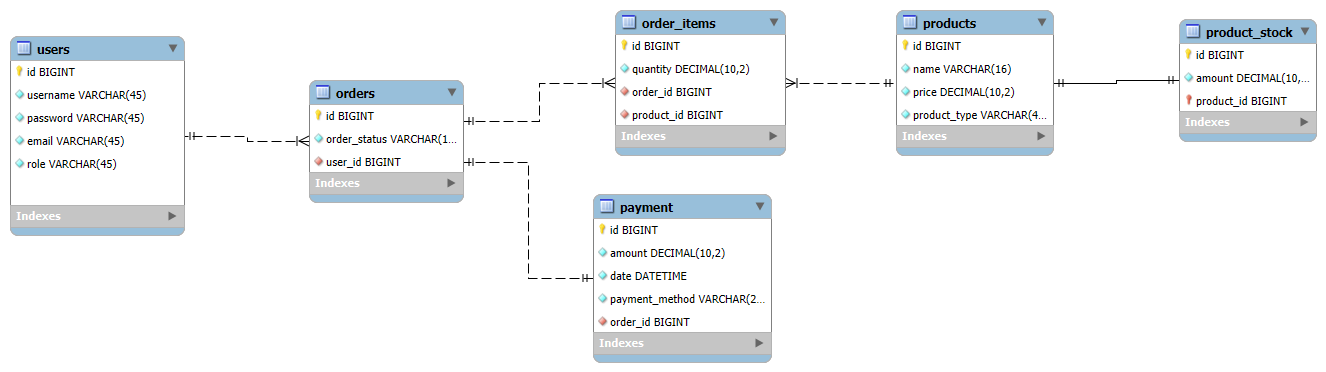 users
id BIGINT
username VARCHAR(45)
password VARCHAR(45)
email VARCHAR(45)
role VARCHAR(45)
Indexes
orders
id BIGINT
order_status VARCHAR(1...
user_id BIGINT
Indexes
order_items
id BIGINT
quantity DECIMAL(10,2)
order_id BIGINT
product_id BIGINT
Indexes
payment
id BIGINT
amount DECIMAL(10,2)
date DATETIME
payment_method VARCHAR(2...
order_id BIGINT
Indexes
products
id BIGINT
name VARCHAR(16)
price DECIMAL(10,2)
product_type VARCHAR(4...
Indexes
product_stock
id BIGINT
amount DECIMAL(10,...
product_id BIGINT
Indexes